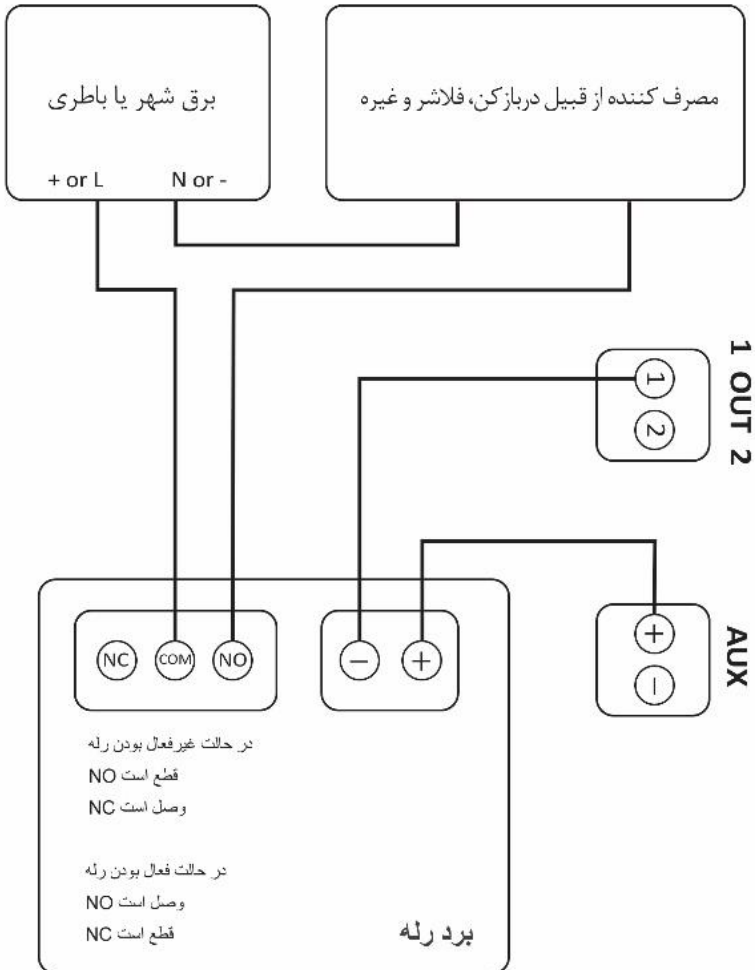 برق شهر یا باطری
+ or L
N or -
مصرف کننده از قبیل دربازکن، فلاشر و غیره
1 OUT 2
1
2
AUX
+
-
NC
COM
NO
-
+
در حالت غیرفعال بودن رله
قطع است NO
وصل است NC
در حالت فعال بودن رله
وصل است NO
قطع است NC
برد رله